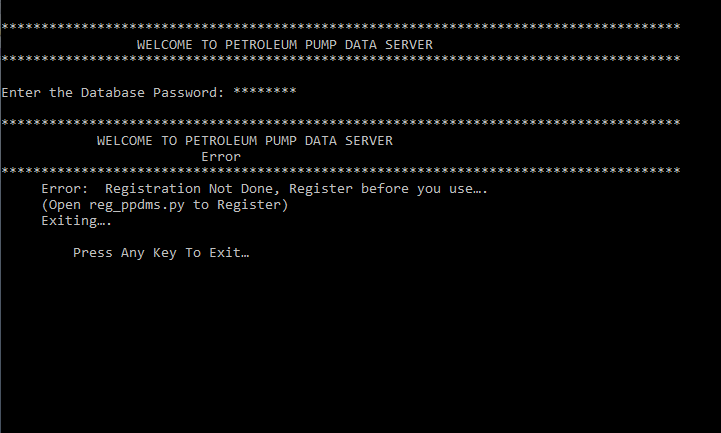 *************************************************************************************
WELCOME TO PETROLEUM PUMP DATA SERVER
*************************************************************************************
Enter the Database Password: ********
*************************************************************************************
WELCOME TO PETROLEUM PUMP DATA SERVER
Error
*************************************************************************************
Error:  Registration Not Done, Register before you use….
(Open reg_ppdms.py to Register)
Exiting….
Press Any Key To Exit…